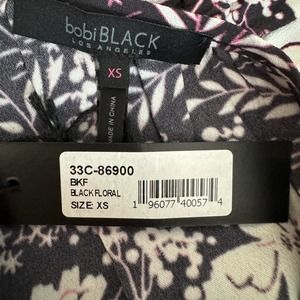 bobiBLACK
LOS ANGELES
XS
MADE IN CHINA
33C-86900
BKF
BLACK FLORAL
SIZE: XS
1 96077 40057 4